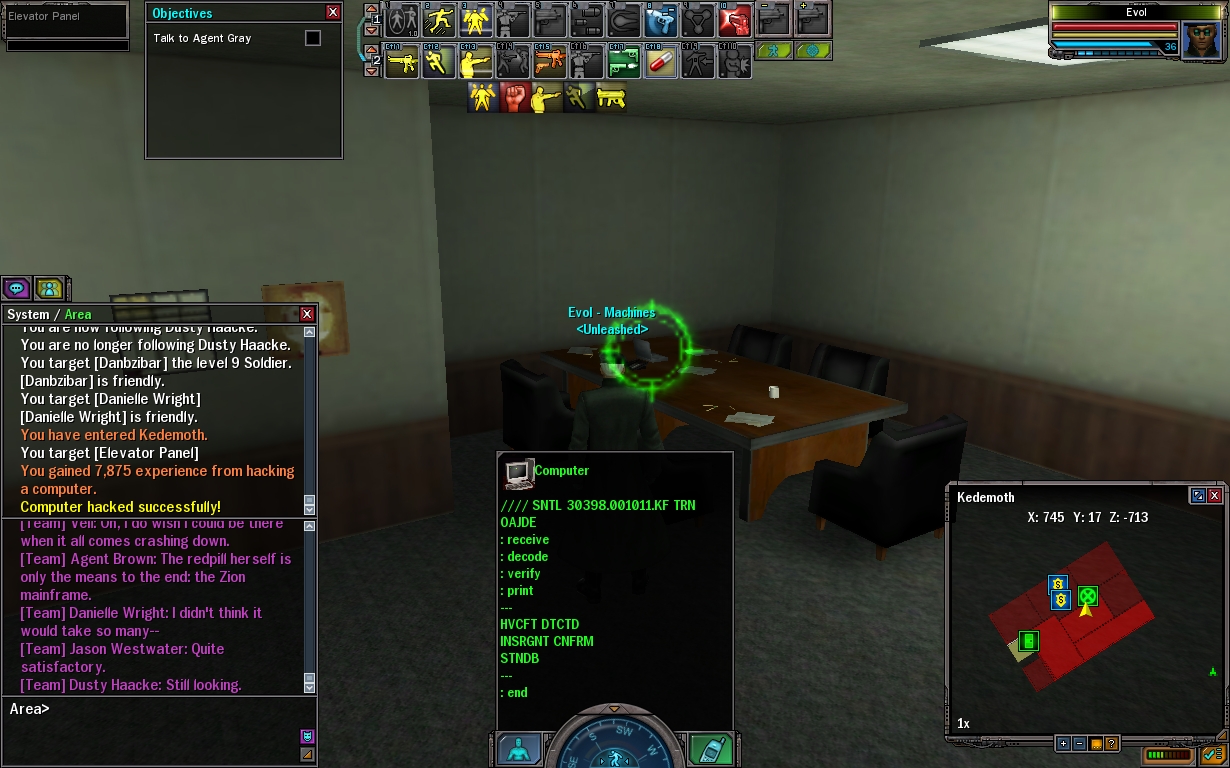 Elevator Panel
Objectives
Talk to Agent Gray
1
2
Evol
36
Evol - Machines
<Unleashed>
System / Area
You are now following Dusty Haacke.
You are no longer following Dusty Haacke.
You target [Danbzibar] the level 9 Soldier.
[Danbzibar] is friendly.
You target [Danielle Wright]
[Danielle Wright] is friendly.
You have entered Kedemoth.
You target [Elevator Panel]
You gained 7,875 experience from hacking
a computer.
Computer hacked successfully!
[Team] Veil: Oh, I do wish I could be there
when it all comes crashing down.
[Team] Agent Brown: The redpill herself is
only the means to the end: the Zion
mainframe.
[Team] Danielle Wright: I didn't think it
would take so many--
[Team] Jason Westwater: Quite
satisfactory.
[Team] Dusty Haacke: Still looking.
Area>
Computer
//// SNTL 30398.001011.KF TRN
OAJDE
: receive
: decode
: verify
: print
---
HVCFT DTCTD
INSRGNT CNFRM
STNDB
---
: end
S SW W
Kedemoth
X: 745 Y: 17 Z: -713
1x